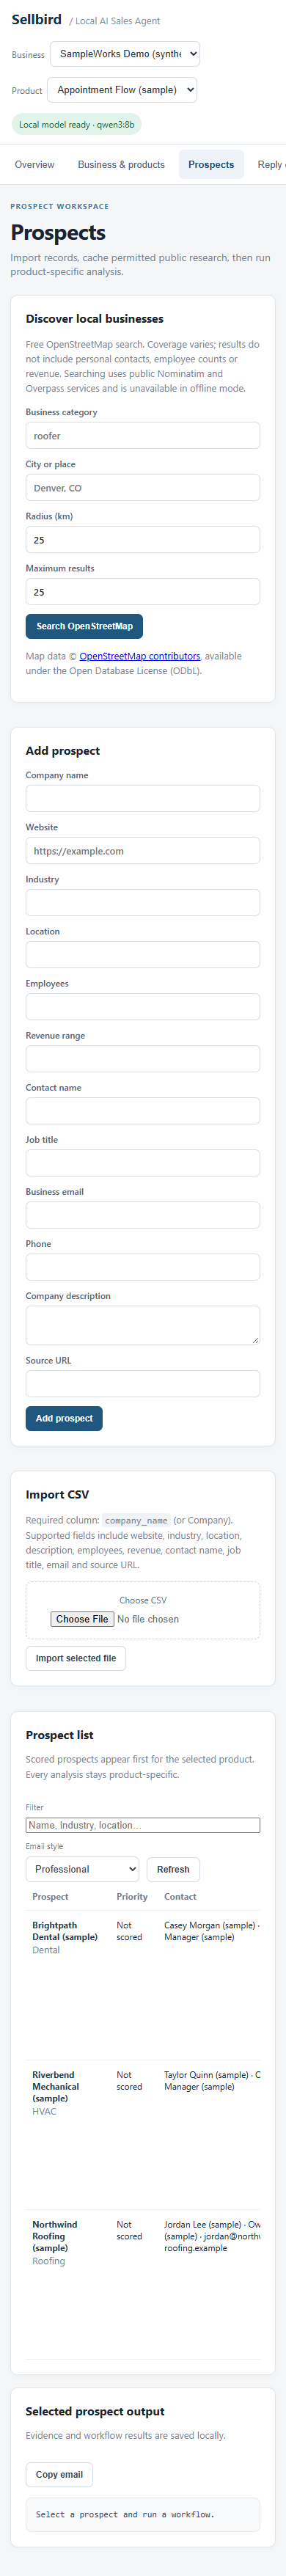 Sellbird / Local AI Sales Agent
Business SampleWorks Demo (synthe
Product Appointment Flow (sample)
Local model ready · qwen3:8b
Overview Business & products Prospects Reply
PROSPECT WORKSPACE
Prospects
Import records, cache permitted public research, then run
product-specific analysis.
Discover local businesses
Free OpenStreetMap search. Coverage varies; results do
not include personal contacts, employee counts or
revenue. Searching uses public Nominatim and
Overpass services and is unavailable in offline mode.
Business category
roofer
City or place
Denver, CO
Radius (km)
25
Maximum results
25
Search OpenStreetMap
Map data © OpenStreetMap contributors, available
under the Open Database License (ODbL).
Add prospect
Company name
Website
https://example.com
Industry
Location
Employees
Revenue range
Contact name
Job title
Business email
Phone
Company description
Source URL
Add prospect
Import CSV
Required column: company_name (or Company).
Supported fields include website, industry, location,
description, employees, revenue, contact name, job
title, email and source URL.
Choose CSV
Choose File No file chosen
Import selected file
Prospect list
Scored prospects appear first for the selected product.
Every analysis stays product-specific.
Filter
Name, industry, location...
Email style
Professional Refresh
Prospect Priority Contact
Brightpath Not Casey Morgan (sample) ·
Dental (sample) scored Manager (sample)
Dental
Riverbend Not Taylor Quinn (sample) · O
Mechanical scored Manager (sample)
(sample)
HVAC
Northwind Not Jordan Lee (sample) · Ow
Roofing scored (sample) · jordan@northw
(sample) roofing.example
Roofing
Selected prospect output
Evidence and workflow results are saved locally.
Copy email
Select a prospect and run a workflow.